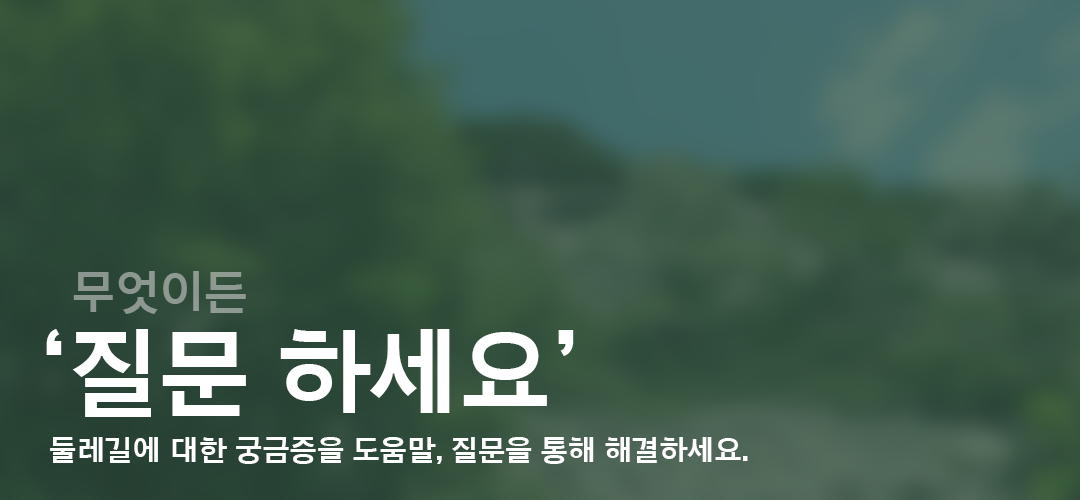 무엇이든
‘질문 하세요’
둘레길에 대한 궁금증을 도움말, 질문을 통해 해결하세요.